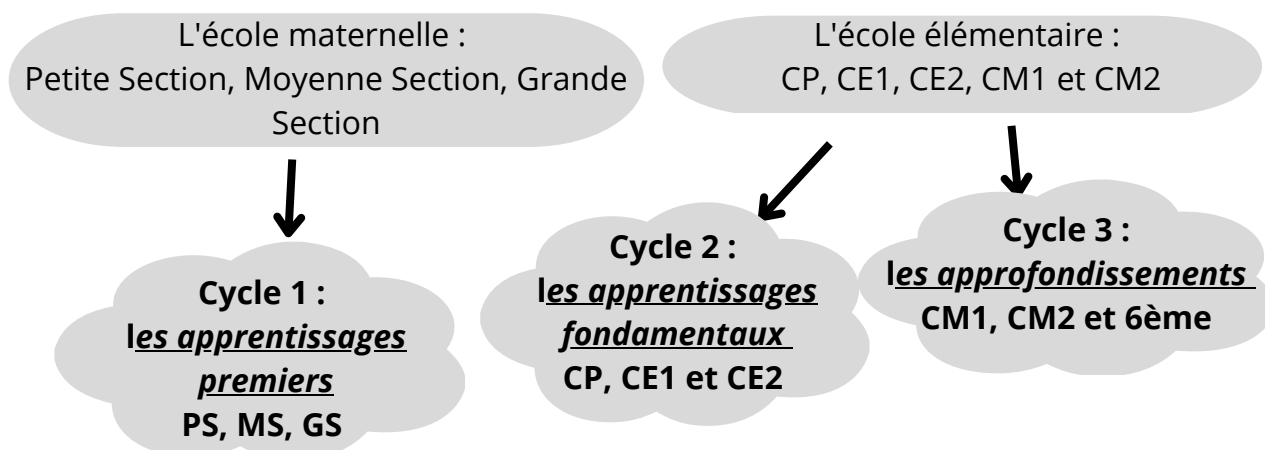 L'école maternelle :
Petite Section, Moyenne Section, Grande
Section
L'école élémentaire :
CP, CE1, CE2, CM1 et CM2
Cycle 1 :
les apprentissages
premiers
PS, MS, GS
Cycle 2 :
les apprentissages
fondamentaux
CP, CE1 et CE2
Cycle 3 :
les approfondissements
CM1, CM2 et 6ème